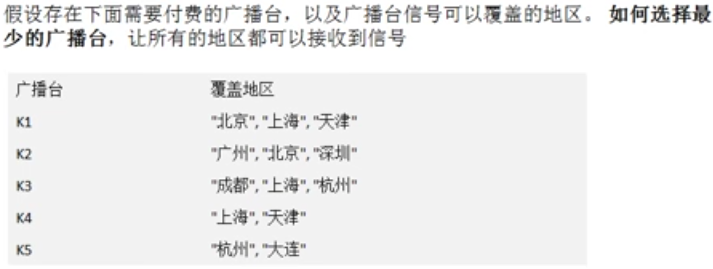 假设存在下面需要付费的广播台，以及广播台信号可以覆盖的地区。 如何选择最
少的广播台，让所有的地区都可以接收到信号
广播台 覆盖地区
K1 "北京", "上海", "天津"
K2 "广州", "北京", "深圳"
K3 "成都", "上海", "杭州"
K4 "上海", "天津"
K5 "杭州", "大连"